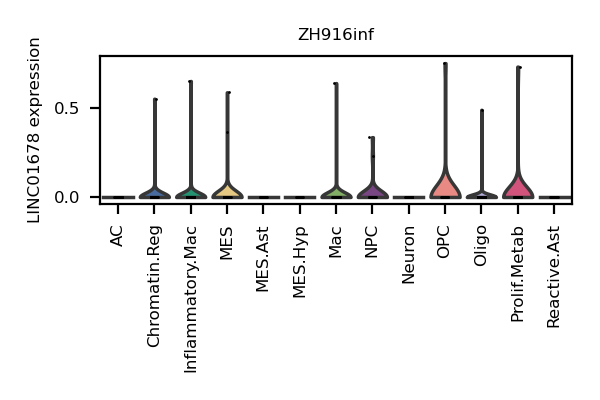 ZH916inf
LINC01678 expression
0.5
0.0
AC
Chromatin.Reg
Inflammatory.Mac
MES
MES.Ast
MES.Hyp
Mac
NPC
Neuron
OPC
Oligo
Prolif.Metab
Reactive.Ast